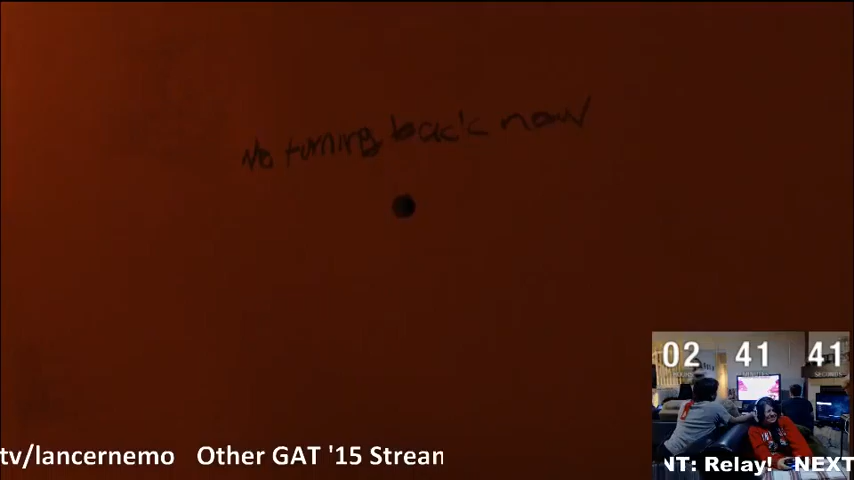 No turning back now
02 41 41
tv/lancernemo Other GAT '15 Strean
NT: Relay! NEXT